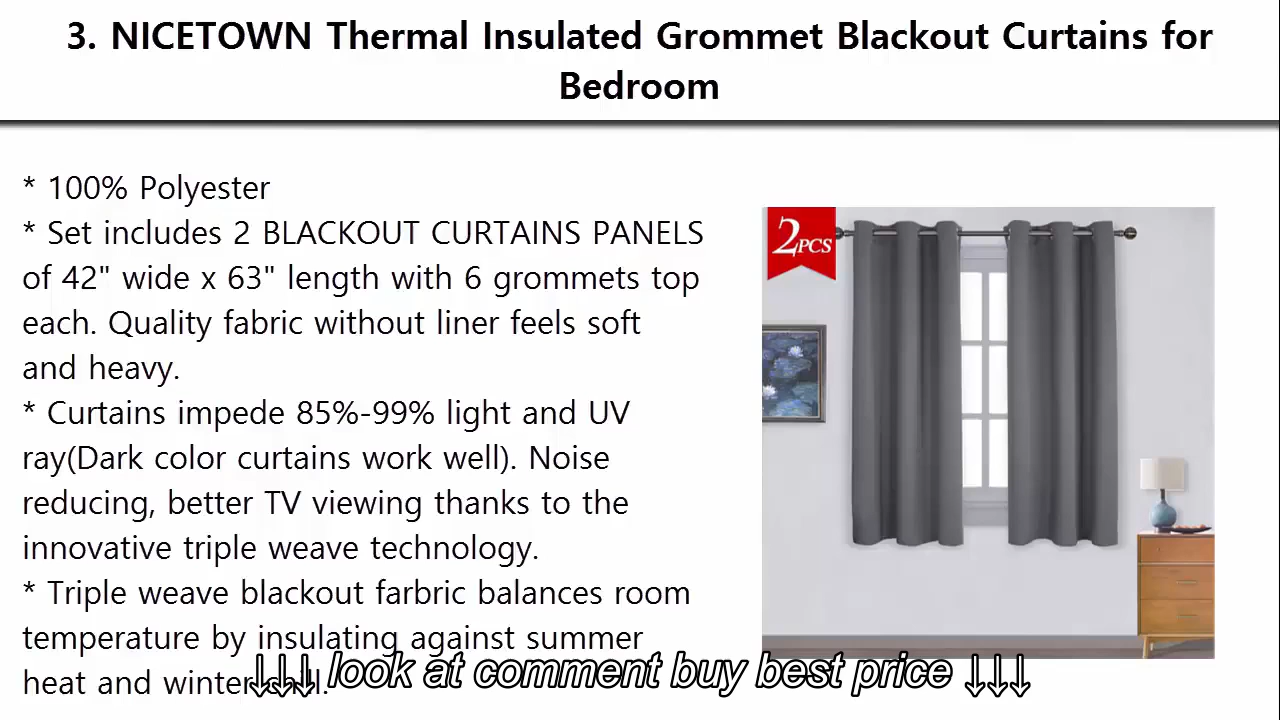 3. NICETOWN Thermal Insulated Grommet Blackout Curtains for
Bedroom
* 100% Polyester
* Set includes 2 BLACKOUT CURTAINS PANELS
of 42" wide x 63" length with 6 grommets top
each. Quality fabric without liner feels soft
and heavy.
* Curtains impede 85%-99% light and UV
ray(Dark color curtains work well). Noise
reducing, better TV viewing thanks to the
innovative triple weave technology.
* Triple weave blackout farbric balances room
temperature by insulating against summer
heat and winter
2PCS
↓↓↓ look at comment buy best price ↓↓↓